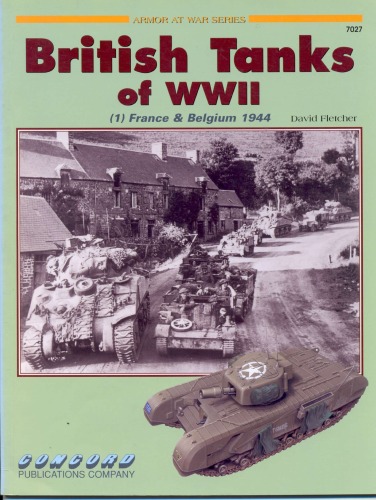 ARMOR AT WAR SERIES
7027
British Tanks
of WWII
(1) France & Belgium 1944
David Fletcher
CONCORD
PUBLICATIONS COMPANY